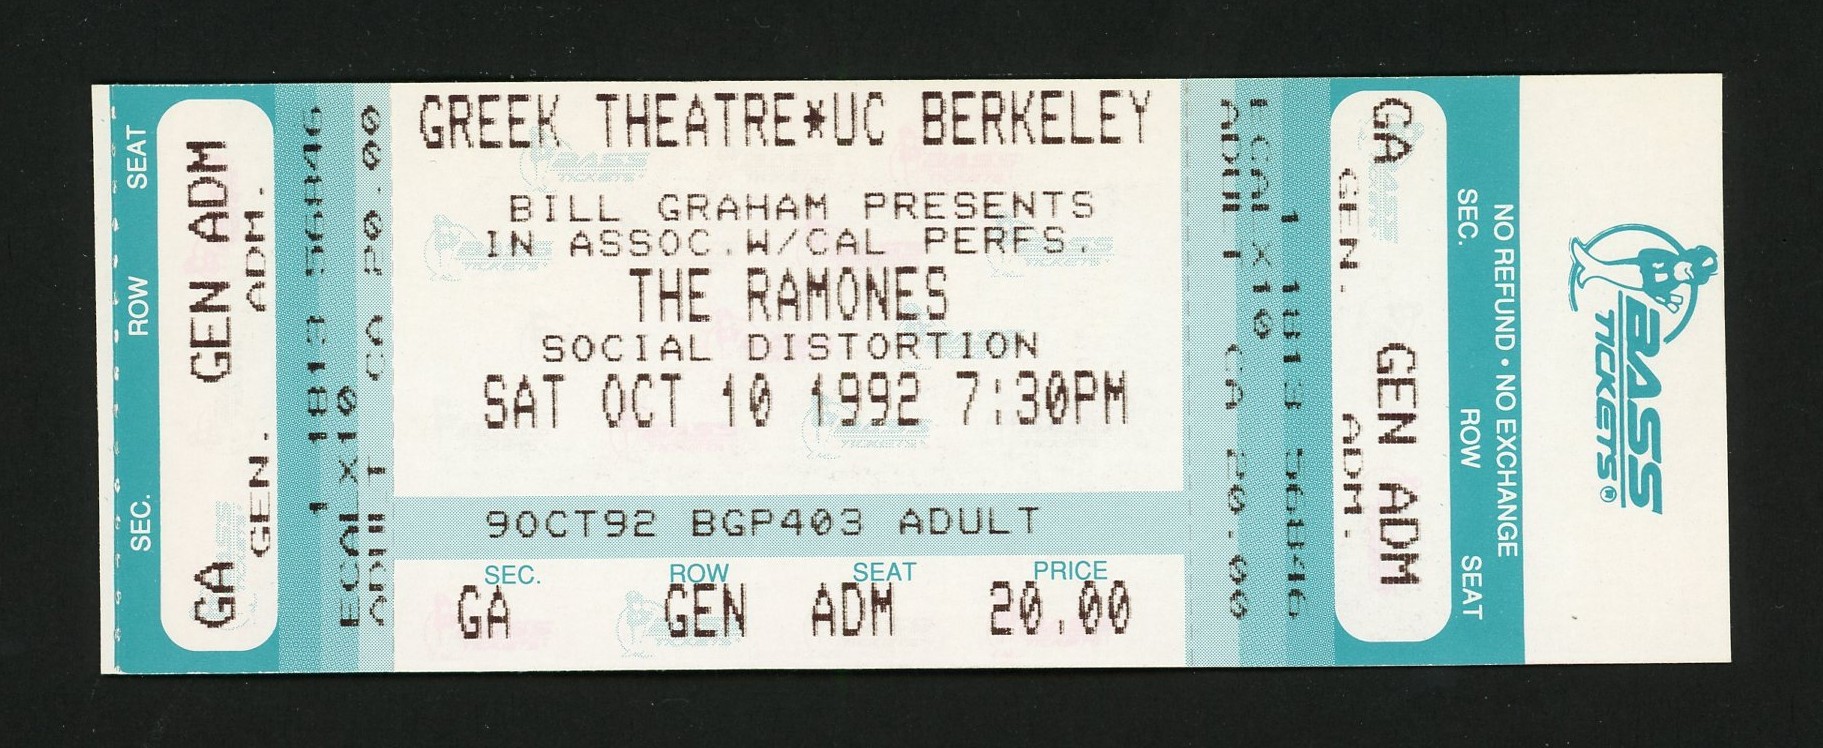 SEAT
ROW
SEC.
GEN ADM
GA
GEN. ADM.
GREEK THEATRE*UC BERKELEY
BILL GRAHAM PRESENTS
IN ASSOC.W/CAL PERFS.
THE RAMONES
SOCIAL DISTORTION
SAT OCT 10 1992 7:30PM
9OCT92 BGP403 ADULT
SEC. ROW SEAT PRICE
GA GEN ADM 20.00
GA GEN ADM
GEN. ADM.
SEC. ROW SEAT
NO REFUND • NO EXCHANGE
BASS
TICKETS